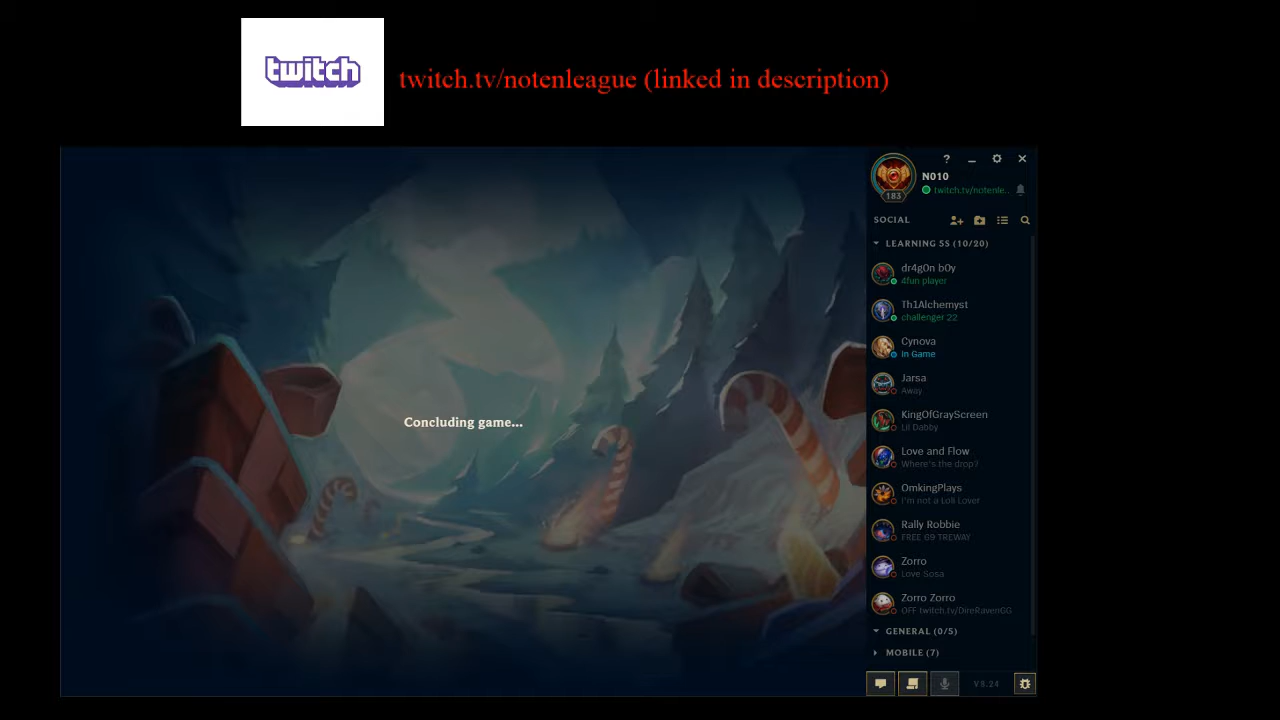 twitch
twitch.tv/notenleague (linked in description)
?
N010
twitch.tv/notenle..
183
SOCIAL
LEARNING SS (10/20)
dr4g0n b0y
4fun player
Th1Alchemyst
challenger 22
Cynova
In Game
Jarsa
Away
KingOfGrayScreen
Lil Dabby
Love and Flow
Where's the drop?
OmkingPlays
I'm not a Loli Lover
Rally Robbie
FREE 69 TREWAY
Zorro
Love Sosa
Zorro Zorro
OFF twitch.tv/DireRavenGG
GENERAL (0/5)
MOBILE (7)
V8.24
Concluding game...